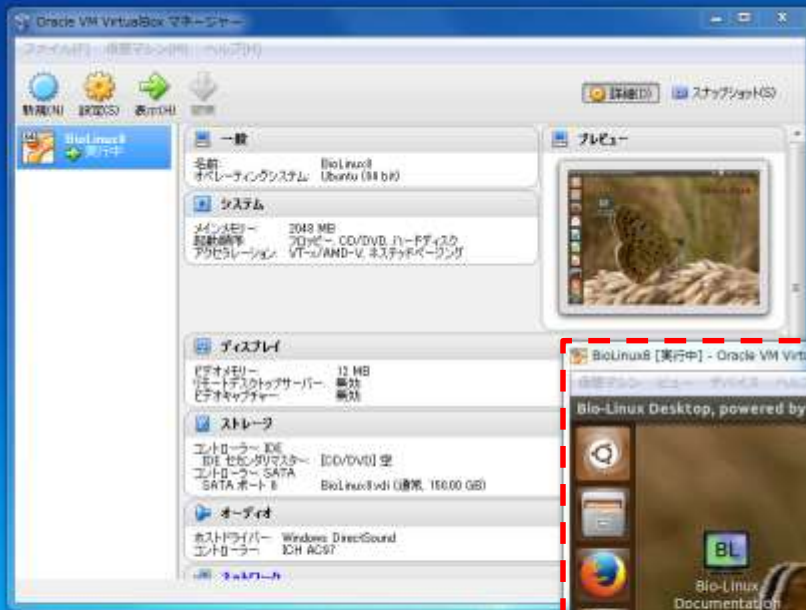 Oracle VM VirtualBox マネージャー
ファイル(F) 仮想マシン(M) ヘルプ(H)
新規(N) 設定(S) 表示(H)
詳細(D) スナップショット(S)
BioLinux8
実行中
一般
名前: BioLinux8
オペレーティングシステム: Ubuntu (64 bit)
プレビュー
システム
メインメモリー: 2048 MB
起動順序: フロッピー, CD/DVD, ハードディスク
アクセラレーション: VT-x/AMD-V, ネステッドページング
ディスプレイ
ビデオメモリー: 12 MB
リモートデスクトップサーバー: 無効
ビデオキャプチャー: 無効
ストレージ
コントローラー: IDE
IDE セカンダリマスター: [CD/DVD] 空
コントローラー: SATA
SATA ポート 0: BioLinux8.vdi (通常, 150.00 GB)
オーディオ
ホストドライバー: Windows DirectSound
コントローラー: ICH AC97
ネットワーク
BioLinux8 [実行中] - Oracle VM Virt
仮想マシン ビュー デバイス
Bio-Linux Desktop, powered by
BL
Bio-Linux
Documentation